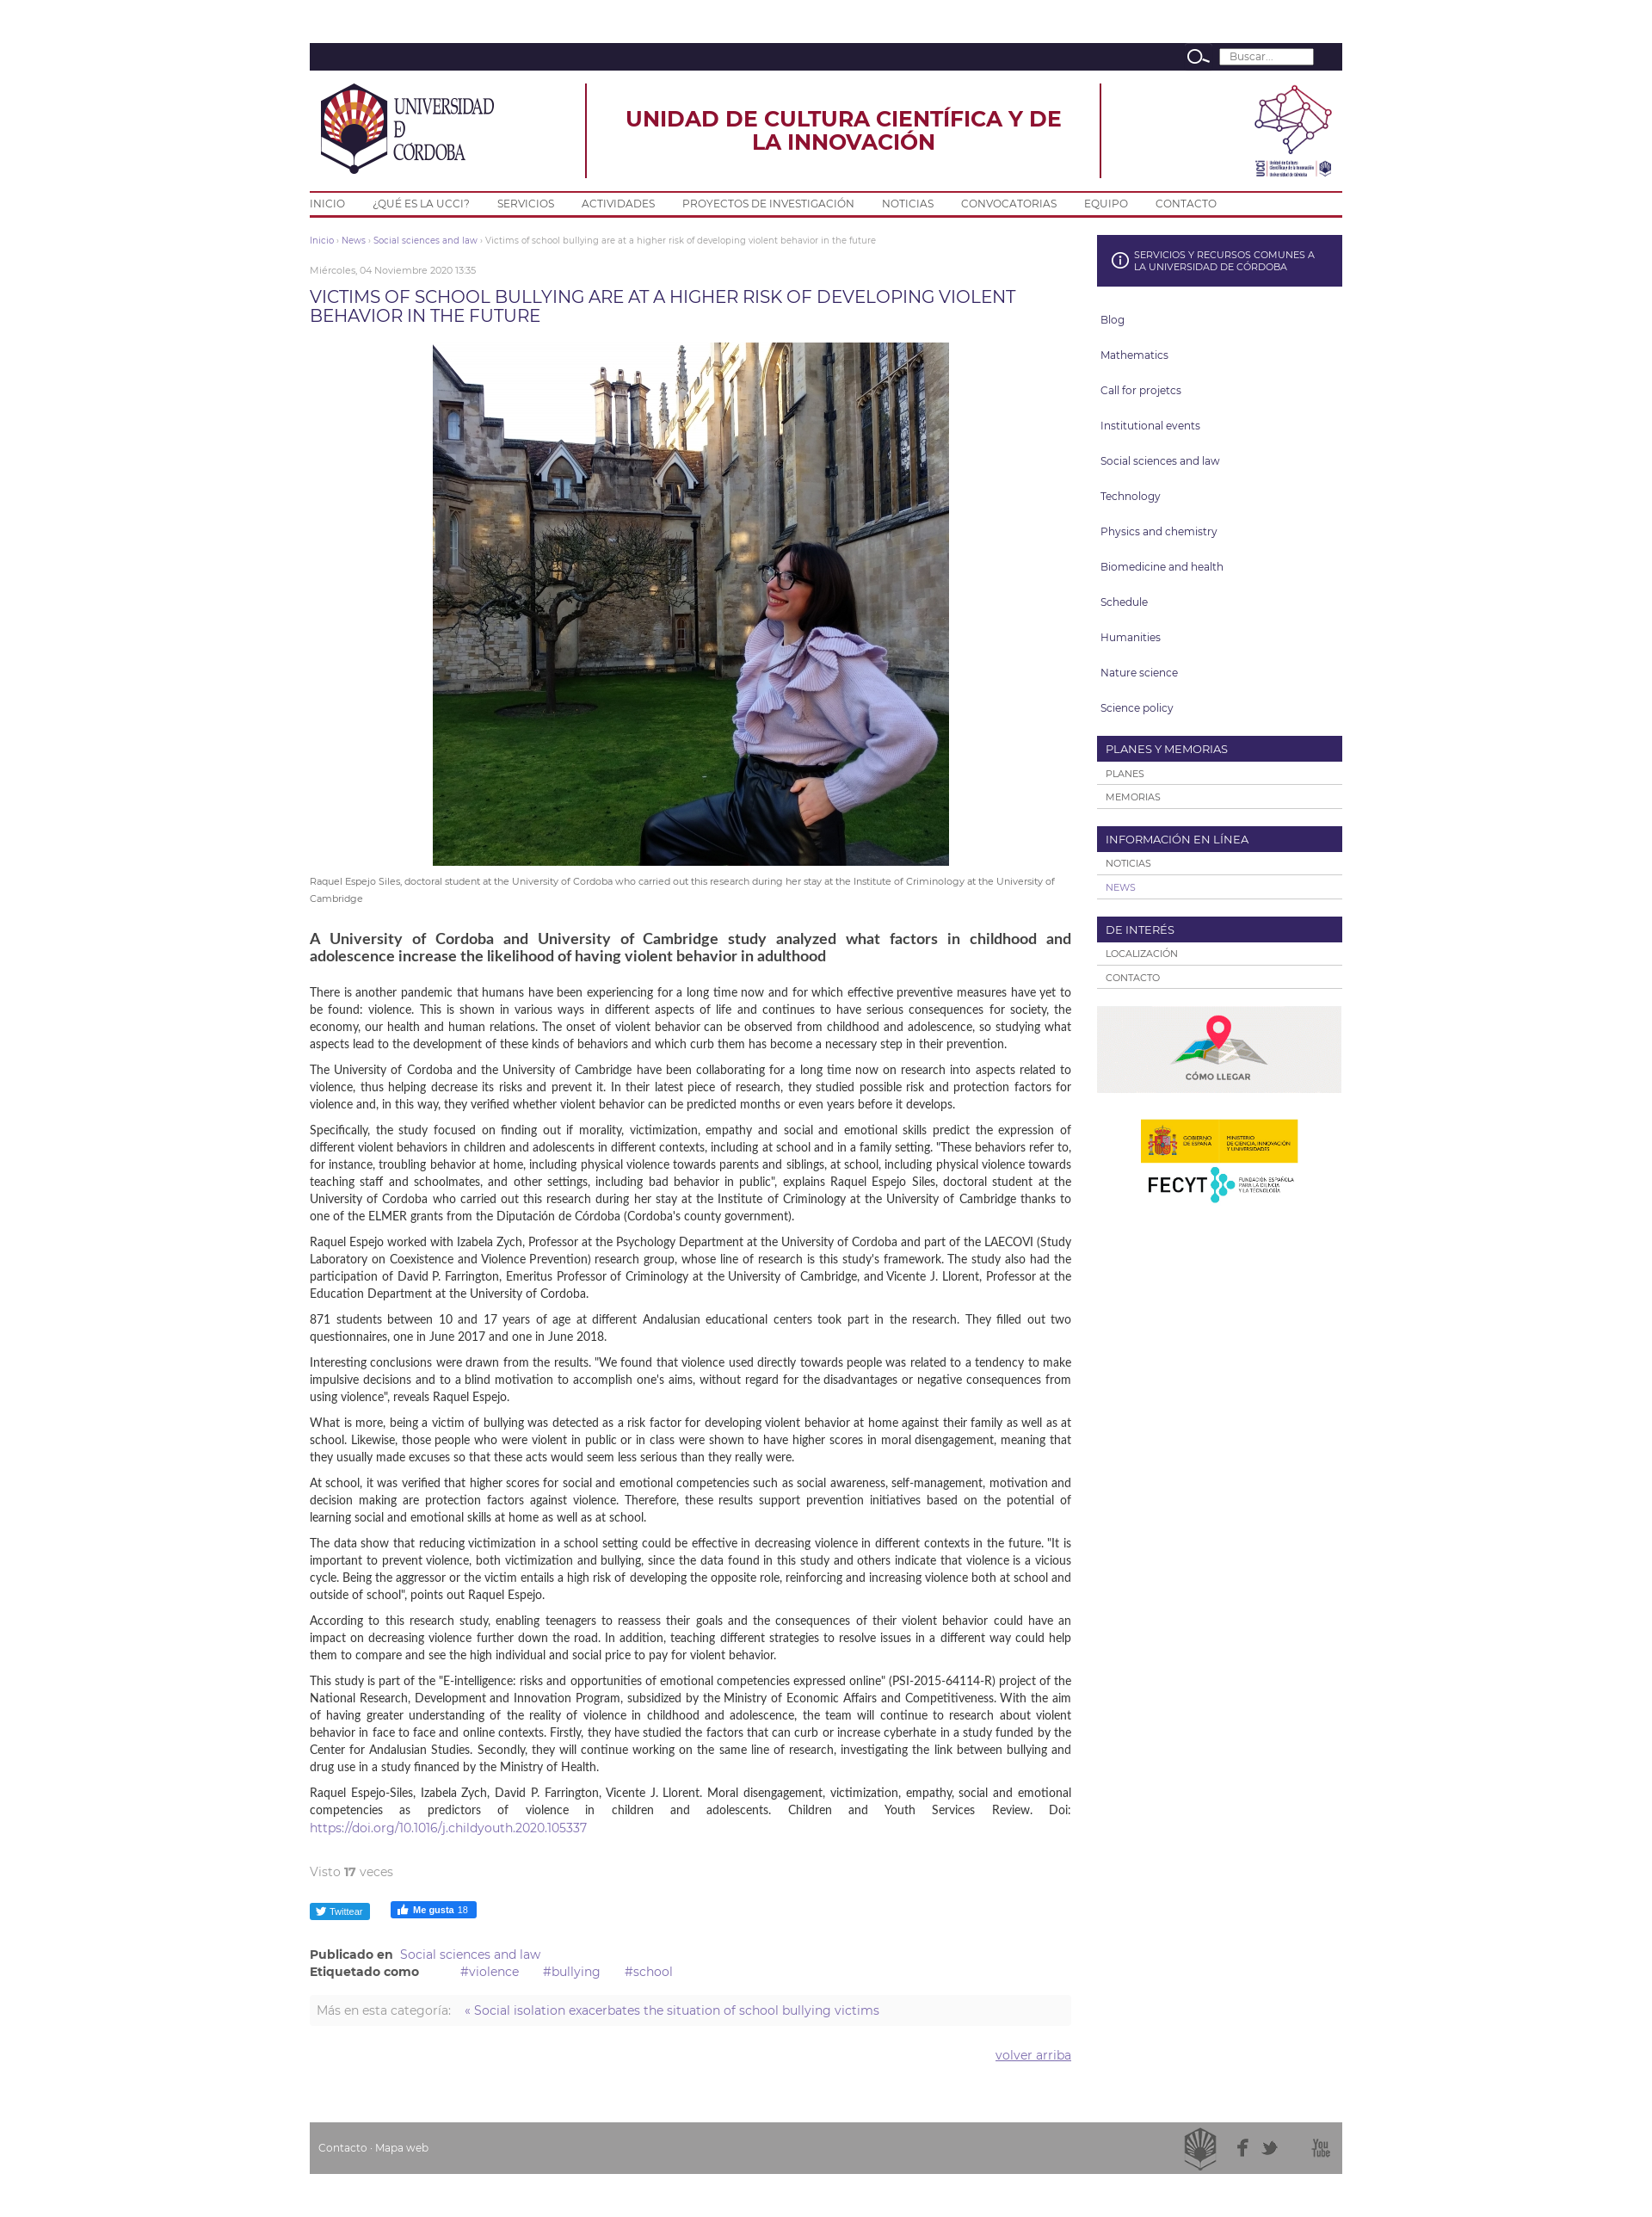 Buscar...
UNIVERSIDAD
D
CÓRDOBA
UNIDAD DE CULTURA CIENTÍFICA Y DE
LA INNOVACIÓN
UCCi
Unidad de Cultura
Científica y de la Innovación
Universidad de Córdoba
INICIO ¿QUÉ ES LA UCCI? SERVICIOS ACTIVIDADES PROYECTOS DE INVESTIGACIÓN NOTICIAS CONVOCATORIAS EQUIPO CONTACTO
Inicio › News › Social sciences and law › Victims of school bullying are at a higher risk of developing violent behavior in the future
Miércoles, 04 Noviembre 2020 13:35
VICTIMS OF SCHOOL BULLYING ARE AT A HIGHER RISK OF DEVELOPING VIOLENT
BEHAVIOR IN THE FUTURE
Raquel Espejo Siles, doctoral student at the University of Cordoba who carried out this research during her stay at the Institute of Criminology at the University of
Cambridge
A University of Cordoba and University of Cambridge study analyzed what factors in childhood and
adolescence increase the likelihood of having violent behavior in adulthood
There is another pandemic that humans have been experiencing for a long time now and for which effective preventive measures have yet to
be found: violence. This is shown in various ways in different aspects of life and continues to have serious consequences for society, the
economy, our health and human relations. The onset of violent behavior can be observed from childhood and adolescence, so studying what
aspects lead to the development of these kinds of behaviors and which curb them has become a necessary step in their prevention.
The University of Cordoba and the University of Cambridge have been collaborating for a long time now on research into aspects related to
violence, thus helping decrease its risks and prevent it. In their latest piece of research, they studied possible risk and protection factors for
violence and, in this way, they verified whether violent behavior can be predicted months or even years before it develops.
Specifically, the study focused on finding out if morality, victimization, empathy and social and emotional skills predict the expression of
different violent behaviors in children and adolescents in different contexts, including at school and in a family setting. "These behaviors refer to,
for instance, troubling behavior at home, including physical violence towards parents and siblings, at school, including physical violence towards
teaching staff and schoolmates, and other settings, including bad behavior in public", explains Raquel Espejo Siles, doctoral student at the
University of Cordoba who carried out this research during her stay at the Institute of Criminology at the University of Cambridge thanks to
one of the ELMER grants from the Diputación de Córdoba (Cordoba's county government).
Raquel Espejo worked with Izabela Zych, Professor at the Psychology Department at the University of Cordoba and part of the LAECOVI (Study
Laboratory on Coexistence and Violence Prevention) research group, whose line of research is this study's framework. The study also had the
participation of David P. Farrington, Emeritus Professor of Criminology at the University of Cambridge, and Vicente J. Llorent, Professor at the
Education Department at the University of Cordoba.
871 students between 10 and 17 years of age at different Andalusian educational centers took part in the research. They filled out two
questionnaires, one in June 2017 and one in June 2018.
Interesting conclusions were drawn from the results. "We found that violence used directly towards people was related to a tendency to make
impulsive decisions and to a blind motivation to accomplish one's aims, without regard for the disadvantages or negative consequences from
using violence", reveals Raquel Espejo.
What is more, being a victim of bullying was detected as a risk factor for developing violent behavior at home against their family as well as at
school. Likewise, those people who were violent in public or in class were shown to have higher scores in moral disengagement, meaning that
they usually made excuses so that these acts would seem less serious than they really were.
At school, it was verified that higher scores for social and emotional competencies such as social awareness, self-management, motivation and
decision making are protection factors against violence. Therefore, these results support prevention initiatives based on the potential of
learning social and emotional skills at home as well as at school.
The data show that reducing victimization in a school setting could be effective in decreasing violence in different contexts in the future. "It is
important to prevent violence, both victimization and bullying, since the data found in this study and others indicate that violence is a vicious
cycle. Being the aggressor or the victim entails a high risk of developing the opposite role, reinforcing and increasing violence both at school and
outside of school", points out Raquel Espejo.
According to this research study, enabling teenagers to reassess their goals and the consequences of their violent behavior could have an
impact on decreasing violence further down the road. In addition, teaching different strategies to resolve issues in a different way could help
them to compare and see the high individual and social price to pay for violent behavior.
This study is part of the "E-intelligence: risks and opportunities of emotional competencies expressed online" (PSI-2015-64114-R) project of the
National Research, Development and Innovation Program, subsidized by the Ministry of Economic Affairs and Competitiveness. With the aim
of having greater understanding of the reality of violence in childhood and adolescence, the team will continue to research about violent
behavior in face to face and online contexts. Firstly, they have studied the factors that can curb or increase cyberhate in a study funded by the
Center for Andalusian Studies. Secondly, they will continue working on the same line of research, investigating the link between bullying and
drug use in a study financed by the Ministry of Health.
Raquel Espejo-Siles, Izabela Zych, David P. Farrington, Vicente J. Llorent. Moral disengagement, victimization, empathy, social and emotional
competencies as predictors of violence in children and adolescents. Children and Youth Services Review. Doi:
https://doi.org/10.1016/j.childyouth.2020.105337
Visto 17 veces
Twittear
Me gusta 18
Publicado en Social sciences and law
Etiquetado como #violence #bullying #school
Más en esta categoría: « Social isolation exacerbates the situation of school bullying victims
volver arriba
SERVICIOS Y RECURSOS COMUNES A
LA UNIVERSIDAD DE CÓRDOBA
Blog
Mathematics
Call for projetcs
Institutional events
Social sciences and law
Technology
Physics and chemistry
Biomedicine and health
Schedule
Humanities
Nature science
Science policy
PLANES Y MEMORIAS
PLANES
MEMORIAS
INFORMACIÓN EN LÍNEA
NOTICIAS
NEWS
DE INTERÉS
LOCALIZACIÓN
CONTACTO
CÓMO LLEGAR
GOBIERNO
DE ESPAÑA
MINISTERIO
DE CIENCIA, INNOVACIÓN
Y UNIVERSIDADES
FECYT
FUNDACIÓN ESPAÑOLA
PARA LA CIENCIA
Y LA TECNOLOGÍA
Contacto · Mapa web
You
Tube